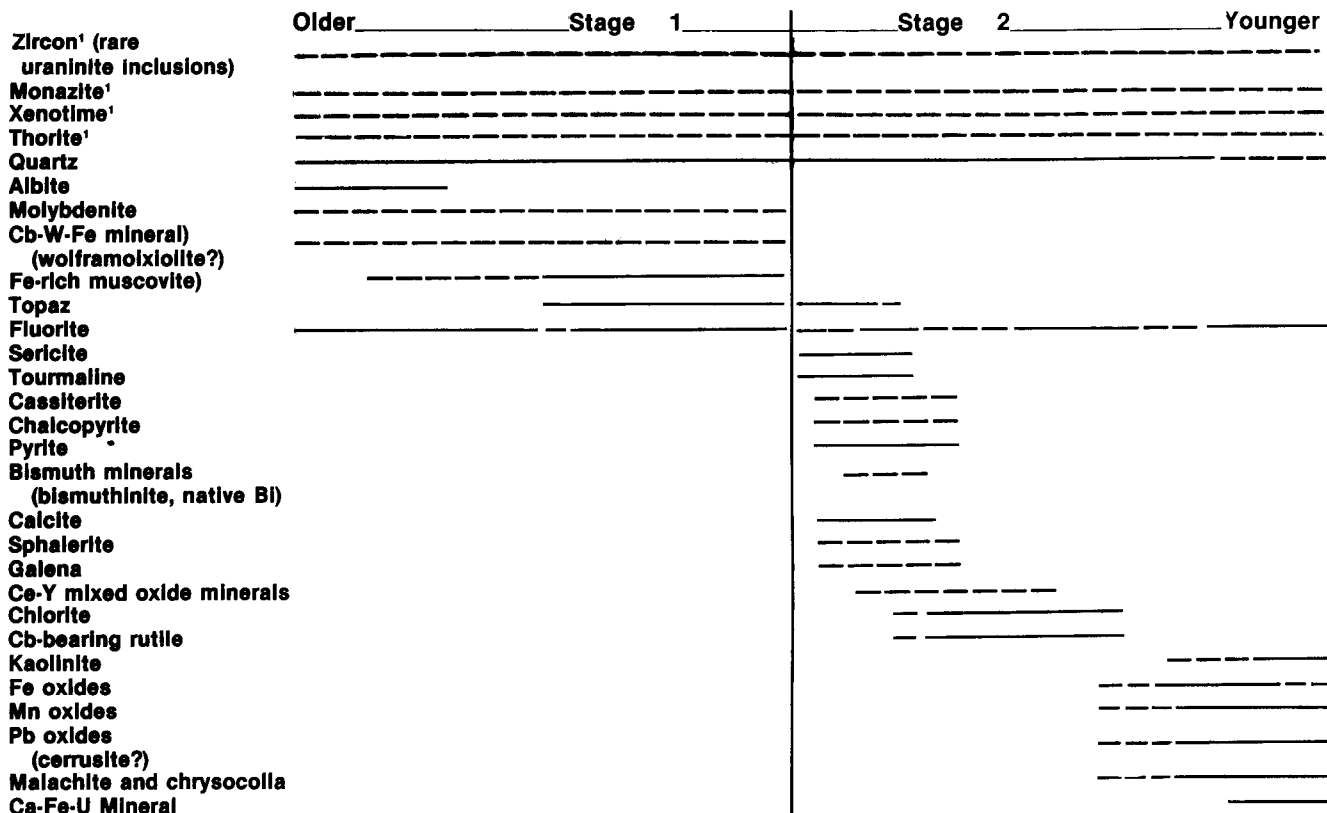 Older Stage 1 Stage 2 Younger
Zircon¹ (rare
uraninite inclusions)
Monazite¹
Xenotime¹
Thorite¹
Quartz
Albite
Molybdenite
Cb-W-Fe mineral)
(wolframoixiolite?)
Fe-rich muscovite)
Topaz
Fluorite
Sericite
Tourmaline
Cassiterite
Chalcopyrite
Pyrite
Bismuth minerals
(bismuthinite, native Bi)
Calcite
Sphalerite
Galena
Ce-Y mixed oxide minerals
Chlorite
Cb-bearing rutile
Kaolinite
Fe oxides
Mn oxides
Pb oxides
(cerrusite?)
Malachite and chrysocolla
Ca-Fe-U Mineral